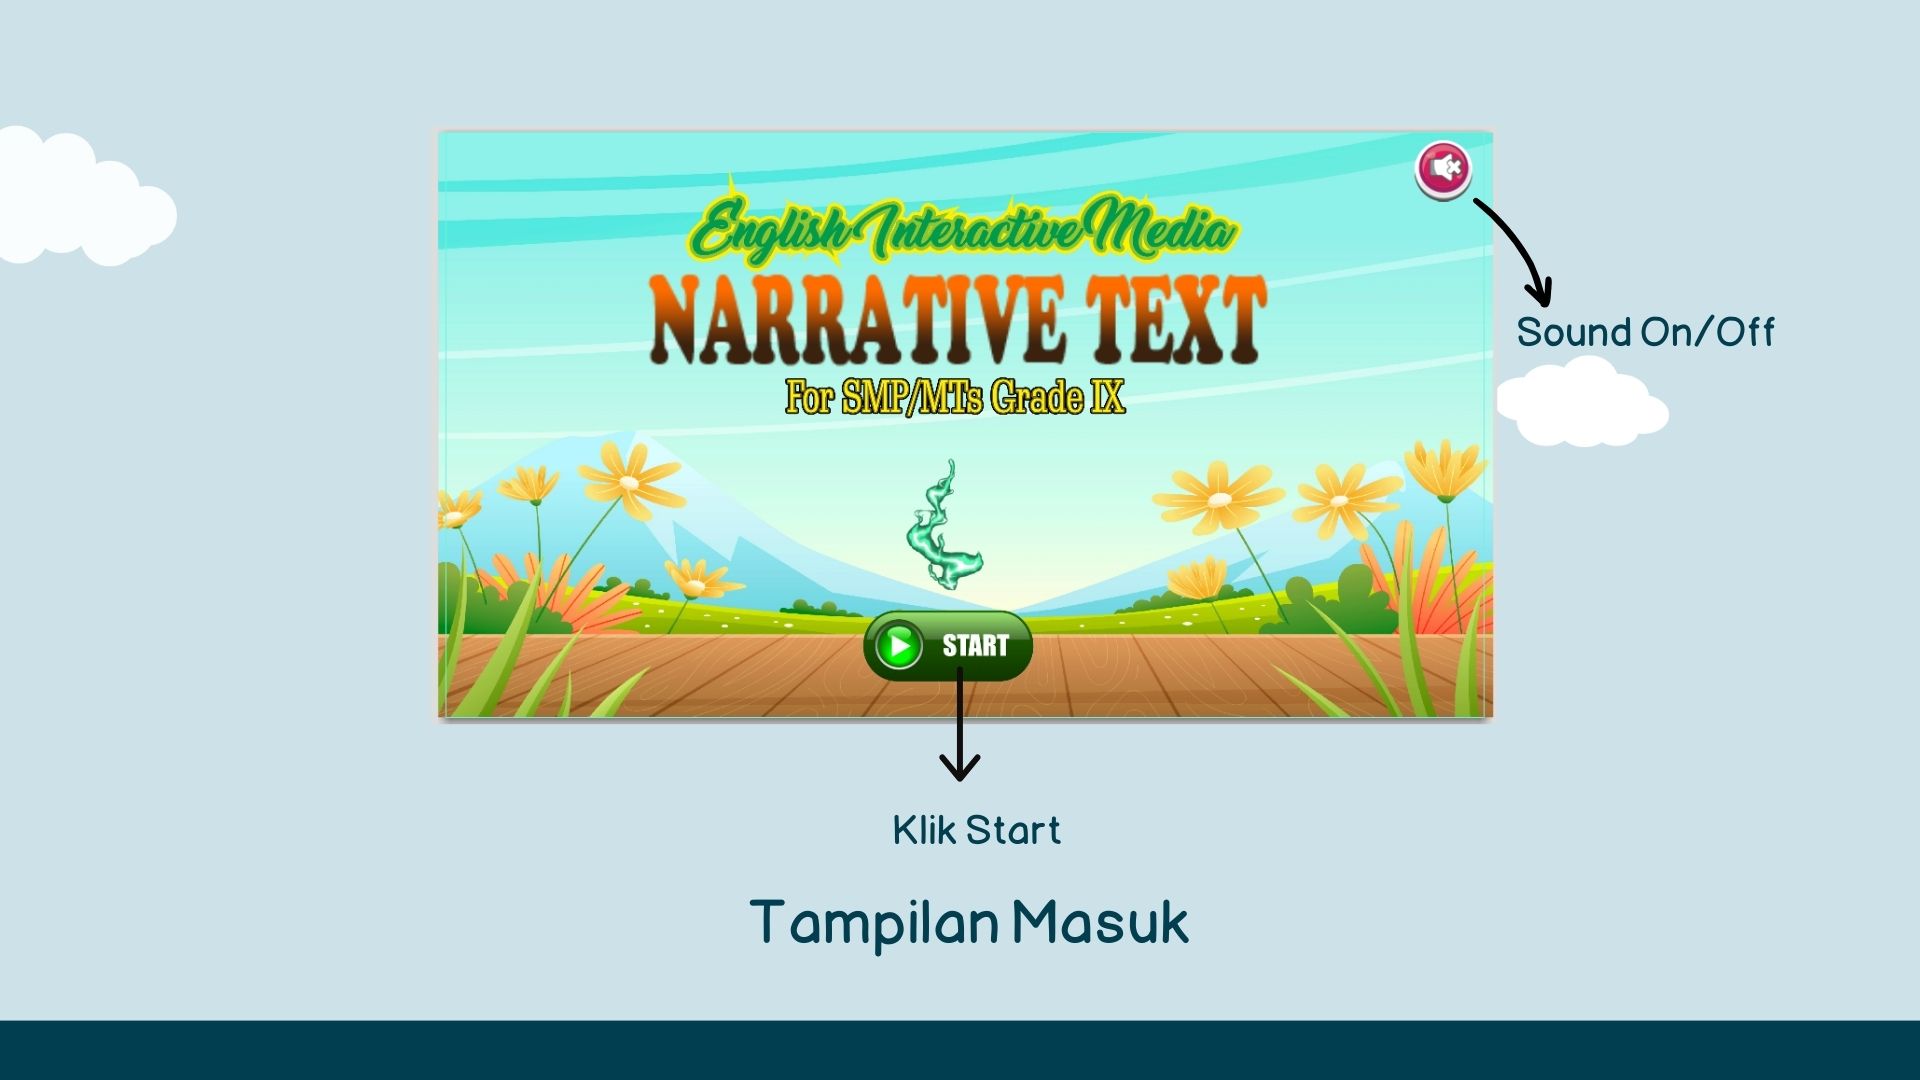 English Interactive Media
NARRATIVE TEXT
For SMP/MTs Grade IX
Sound On/Off
START
Klik Start
Tampilan Masuk